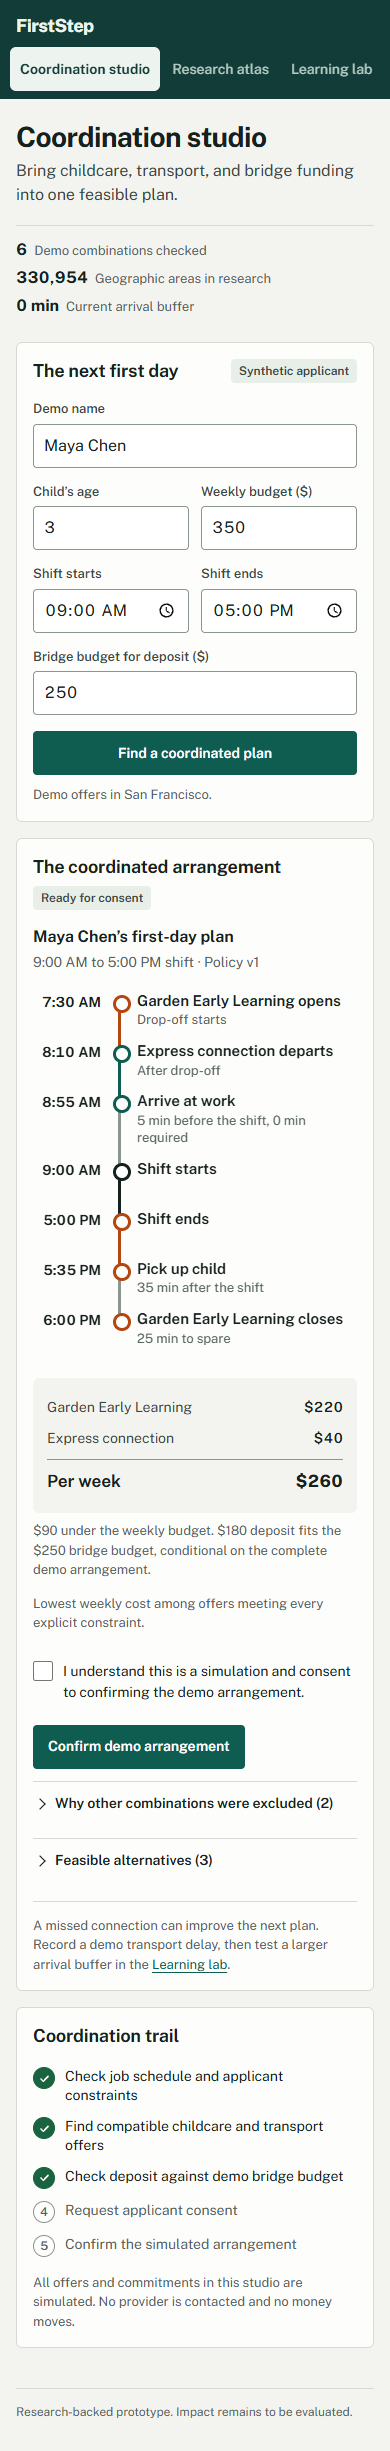 FirstStep
Coordination studio
Research atlas
Learning lab
Coordination studio
Bring childcare, transport, and bridge funding
into one feasible plan.
6 Demo combinations checked
330,954 Geographic areas in research
0 min Current arrival buffer
The next first day
Synthetic applicant
Demo name
Maya Chen
Child's age
Weekly budget ($)
3
350
Shift starts
Shift ends
09:00 AM
05:00 PM
Bridge budget for deposit ($)
250
Find a coordinated plan
Demo offers in San Francisco.
The coordinated arrangement
Ready for consent
Maya Chen’s first-day plan
9:00 AM to 5:00 PM shift · Policy v1
7:30 AM Garden Early Learning opens
Drop-off starts
8:10 AM Express connection departs
After drop-off
8:55 AM Arrive at work
5 min before the shift, 0 min
required
9:00 AM Shift starts
5:00 PM Shift ends
5:35 PM Pick up child
35 min after the shift
6:00 PM Garden Early Learning closes
25 min to spare
Garden Early Learning $220
Express connection $40
Per week $260
$90 under the weekly budget. $180 deposit fits the
$250 bridge budget, conditional on the complete
demo arrangement.
Lowest weekly cost among offers meeting every
explicit constraint.
I understand this is a simulation and consent
to confirming the demo arrangement.
Confirm demo arrangement
Why other combinations were excluded (2)
Feasible alternatives (3)
A missed connection can improve the next plan.
Record a demo transport delay, then test a larger
arrival buffer in the Learning lab.
Coordination trail
Check job schedule and applicant
constraints
Find compatible childcare and transport
offers
Check deposit against demo bridge budget
4 Request applicant consent
5 Confirm the simulated arrangement
All offers and commitments in this studio are
simulated. No provider is contacted and no money
moves.
Research-backed prototype. Impact remains to be evaluated.